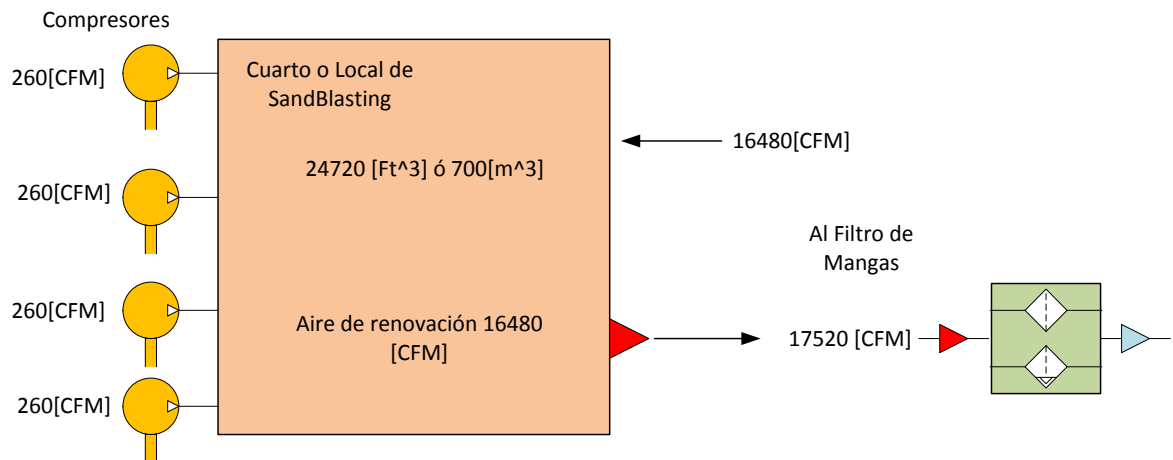 Compresores
260[CFM]
Cuarto o Local de
SandBlasting
16480[CFM]
24720 [Ft^3] ó 700[m^3]
260[CFM]
Al Filtro de
Mangas
260[CFM]
Aire de renovación 16480
[CFM]
17520 [CFM]
260[CFM]